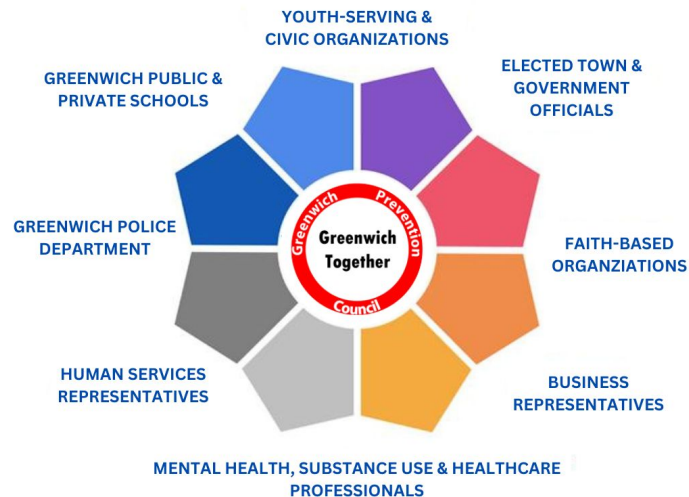 YOUTH-SERVING &
CIVIC ORGANIZATIONS
ELECTED TOWN &
GOVERNMENT
OFFICIALS
GREENWICH PUBLIC &
PRIVATE SCHOOLS
Greenwich Prevention Council
Greenwich
Together
GREENWICH POLICE
DEPARTMENT
FAITH-BASED
ORGANZIATIONS
HUMAN SERVICES
REPRESENTATIVES
BUSINESS
REPRESENTATIVES
MENTAL HEALTH, SUBSTANCE USE & HEALTHCARE
PROFESSIONALS